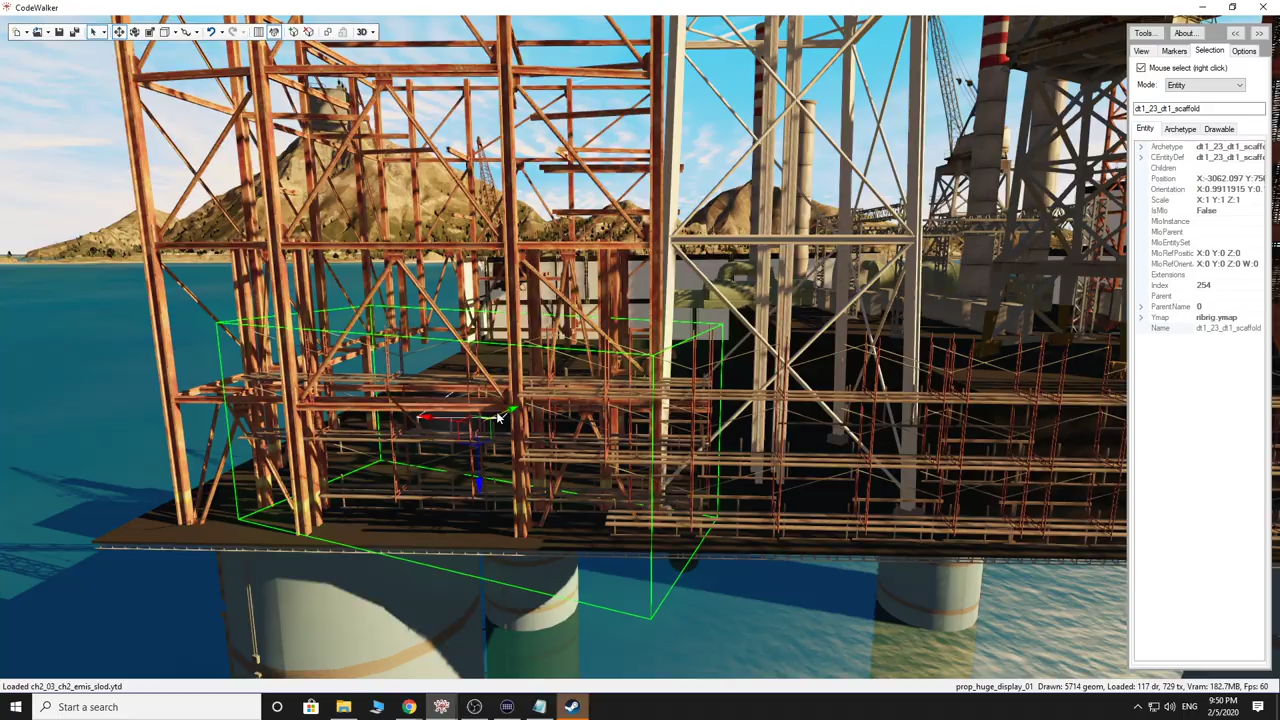 CodeWalker
3D
Tools...
About...
<<
>>
View
Markers
Selection
Options
Mouse select (right click)
Mode:
Entity
dt1_23_dt1_scaffold
Entity
Archetype
Drawable
Archetype dt1_23_dt1_scaff
CEntityDef dt1_23_dt1_scaff
Children
Position X:-3062.097 Y:75
Orientation X:0.9911915 Y:0.
Scale X:1 Y:1 Z:1
IsMlo False
MloInstance
MloParent
MloEntitySet
MloRefPositic X:0 Y:0 Z:0
MloRefOrient X:0 Y:0 Z:0 W:0
Extensions
Index 254
Parent
ParentName 0
Ymap ribrig.ymap
Name dt1_23_dt1_scaffold
Loaded ch2_03_ch2_emis_slod.ytd
prop_huge_display_01 Drawn: 5714 geom, Loaded: 117 dr, 729 tx, Vram: 182.7MB, Fps: 60
Start a search
9:50 PM
2/5/2020